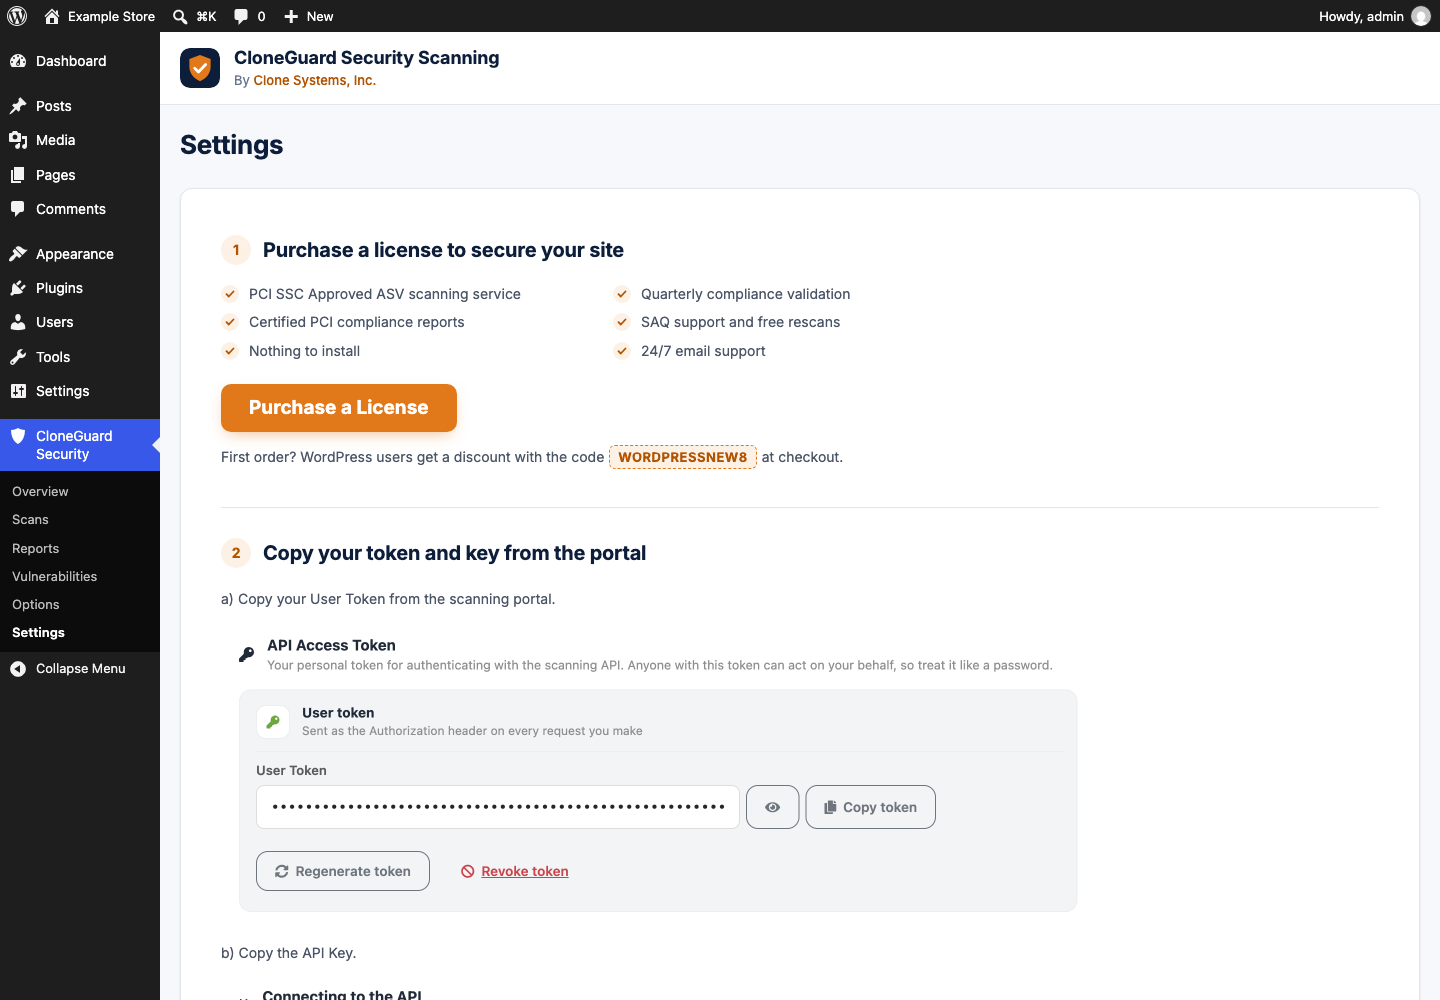 Example Store
⌘K
0
New
Howdy, admin
Dashboard
Posts
Media
Pages
Comments
Appearance
Plugins
Users
Tools
Settings
CloneGuard
Security
Overview
Scans
Reports
Vulnerabilities
Options
Settings
Collapse Menu
CloneGuard Security Scanning
By Clone Systems, Inc.
Settings
1
Purchase a license to secure your site
PCI SSC Approved ASV scanning service
Quarterly compliance validation
Certified PCI compliance reports
SAQ support and free rescans
Nothing to install
24/7 email support
Purchase a License
First order? WordPress users get a discount with the code WORDPRESSNEW8 at checkout.
2
Copy your token and key from the portal
a) Copy your User Token from the scanning portal.
API Access Token
Your personal token for authenticating with the scanning API. Anyone with this token can act on your behalf, so treat it like a password.
User token
Sent as the Authorization header on every request you make
User Token
Copy token
Regenerate token
Revoke token
b) Copy the API Key.
Connecting to the API